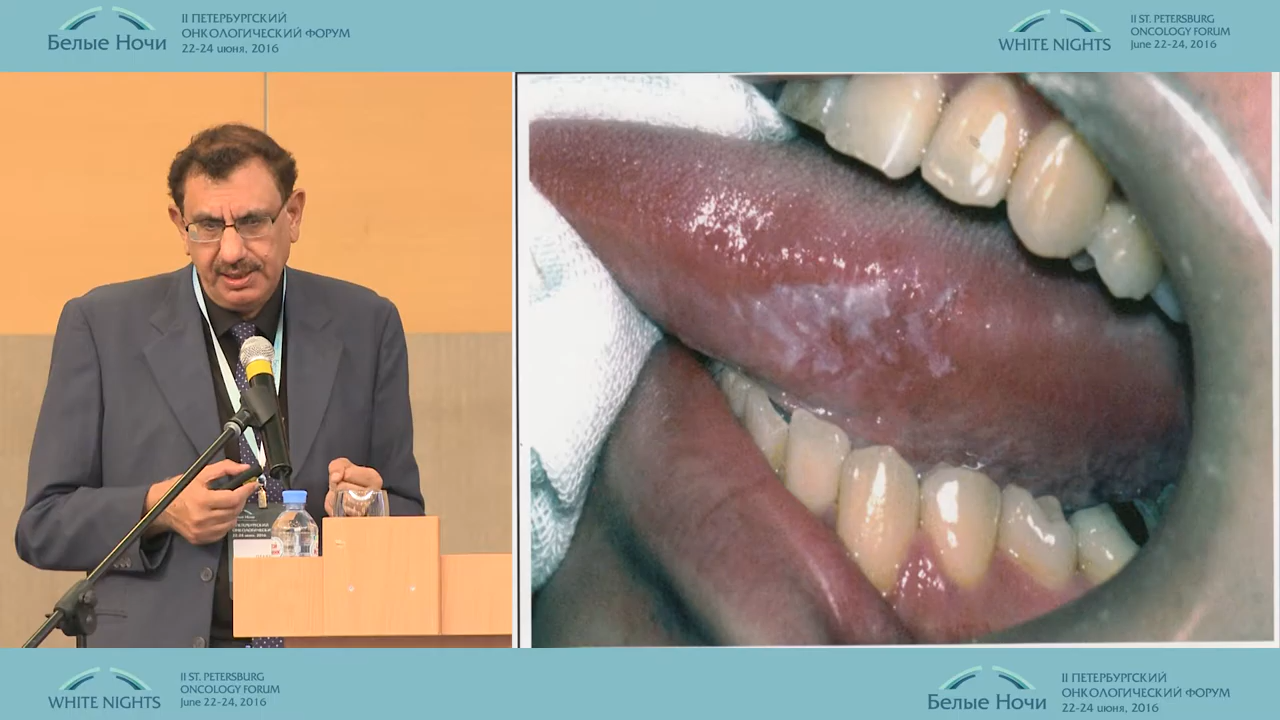 Белые Ночи
II ПЕТЕРБУРГСКИЙ
ОНКОЛОГИЧЕСКИЙ ФОРУМ
22-24 июня, 2016
WHITE NIGHTS
II ST. PETERSBURG
ONCOLOGY FORUM
June 22-24, 2016
WHITE NIGHTS
II ST. PETERSBURG
ONCOLOGY FORUM
June 22-24, 2016
Белые Ночи
II ПЕТЕРБУРГСКИЙ
ОНКОЛОГИЧЕСКИЙ ФОРУМ
22-24 июня, 2016